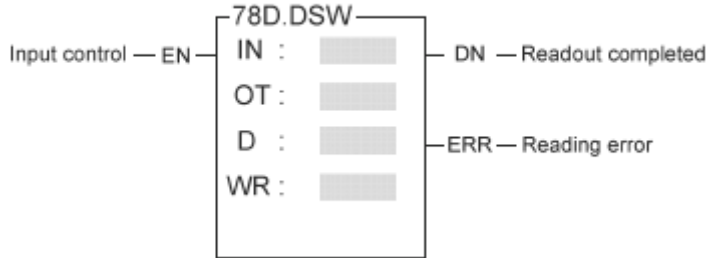 78D.DSW
Input control — EN IN : DN — Readout completed
OT :
D : ERR — Reading error
WR :